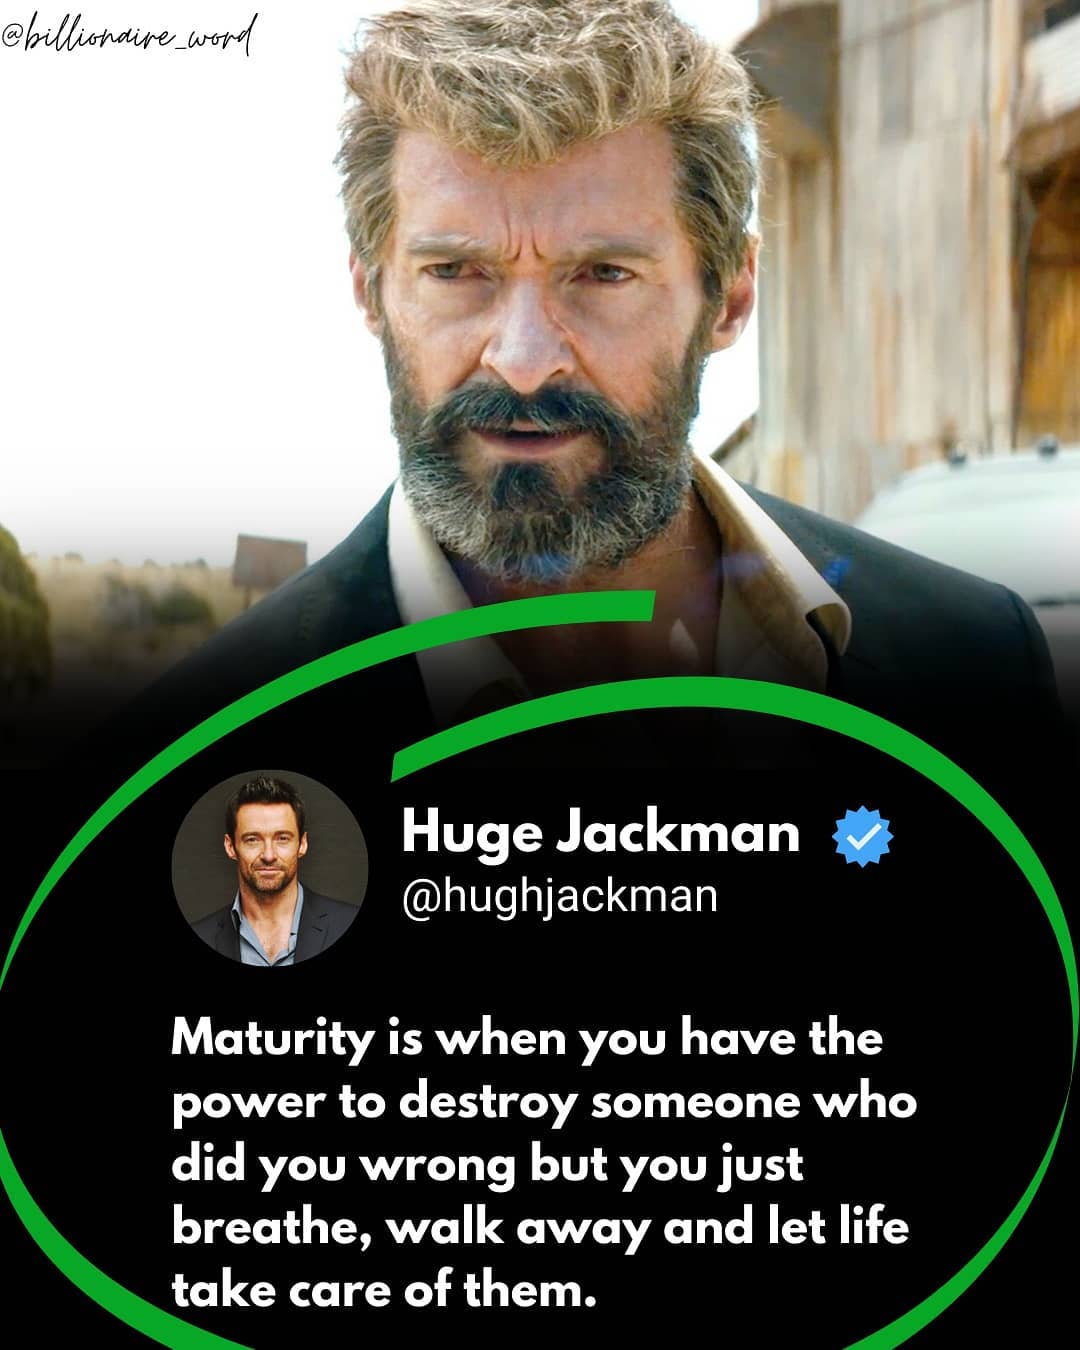 @billionaire_word
Huge Jackman
@hughjackman
Maturity is when you have the
power to destroy someone who
did you wrong but you just
breathe, walk away and let life
take care of them.